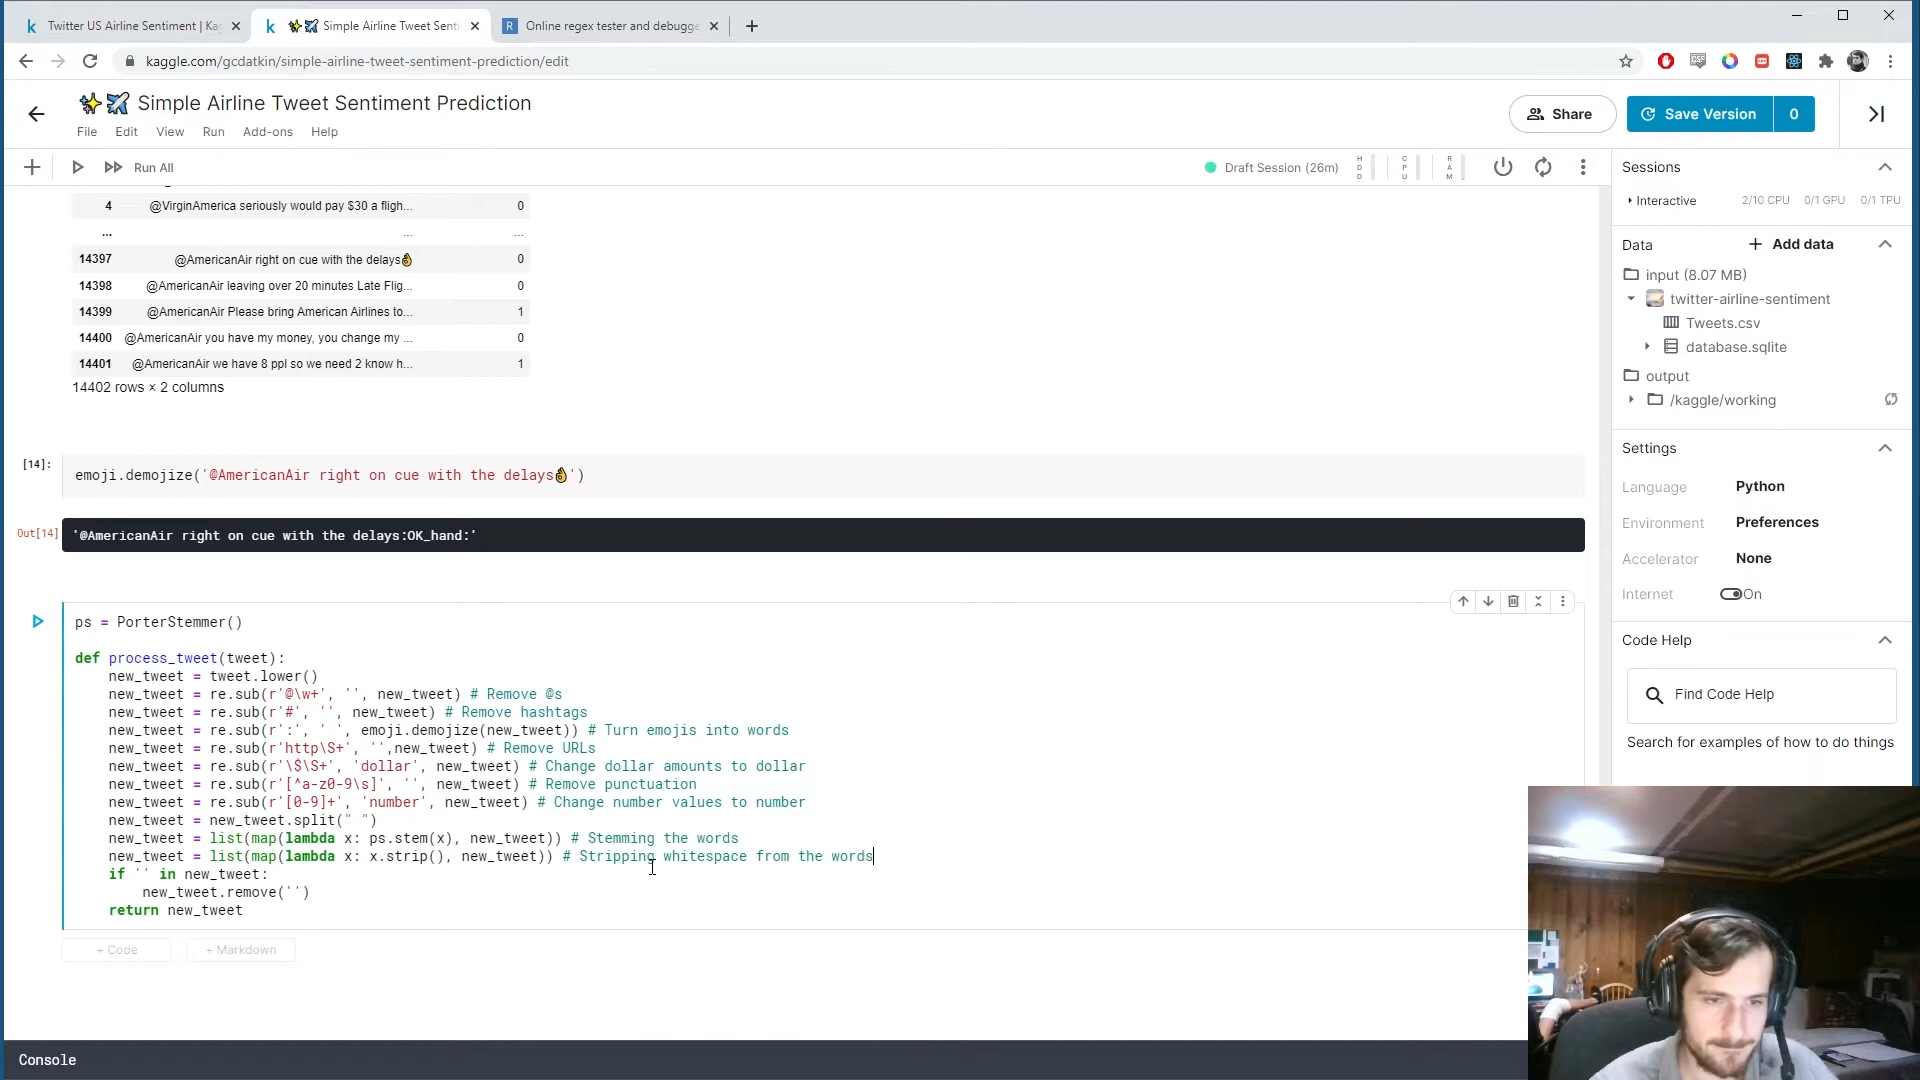 Twitter US Airline Sentiment | Kag
✨✈️ Simple Airline Tweet Senti
Online regex tester and debugge
kaggle.com/gcdatkin/simple-airline-tweet-sentiment-prediction/edit
✨✈️ Simple Airline Tweet Sentiment Prediction
File Edit View Run Add-ons Help
Share
Save Version 0
Run All
Draft Session (26m)
HDD
CPU
RAM
4 @VirginAmerica seriously would pay $30 a fligh... 0
... ... ...
14397 @AmericanAir right on cue with the delays👌 0
14398 @AmericanAir leaving over 20 minutes Late Flig... 0
14399 @AmericanAir Please bring American Airlines to... 1
14400 @AmericanAir you have my money, you change my ... 0
14401 @AmericanAir we have 8 ppl so we need 2 know h... 1
14402 rows × 2 columns
[14]:
emoji.demojize('@AmericanAir right on cue with the delays👌')
Out[14]
'@AmericanAir right on cue with the delays:OK_hand:'
ps = PorterStemmer()
def process_tweet(tweet):
    new_tweet = tweet.lower()
    new_tweet = re.sub(r'@\w+', '', new_tweet) # Remove @s
    new_tweet = re.sub(r'#', '', new_tweet) # Remove hashtags
    new_tweet = re.sub(r':', ' ', emoji.demojize(new_tweet)) # Turn emojis into words
    new_tweet = re.sub(r'http\S+', '',new_tweet) # Remove URLs
    new_tweet = re.sub(r'\$\S+', 'dollar', new_tweet) # Change dollar amounts to dollar
    new_tweet = re.sub(r'[^a-z0-9\s]', '', new_tweet) # Remove punctuation
    new_tweet = re.sub(r'[0-9]+', 'number', new_tweet) # Change number values to number
    new_tweet = new_tweet.split(" ")
    new_tweet = list(map(lambda x: ps.stem(x), new_tweet)) # Stemming the words
    new_tweet = list(map(lambda x: x.strip(), new_tweet)) # Stripping whitespace from the words
    if '' in new_tweet:
        new_tweet.remove('')
    return new_tweet
+ Code + Markdown
Console
Sessions
Interactive 2/10 CPU 0/1 GPU 0/1 TPU
Data + Add data
input (8.07 MB)
twitter-airline-sentiment
Tweets.csv
database.sqlite
output
/kaggle/working
Settings
Language Python
Environment Preferences
Accelerator None
Internet On
Code Help
Find Code Help
Search for examples of how to do things